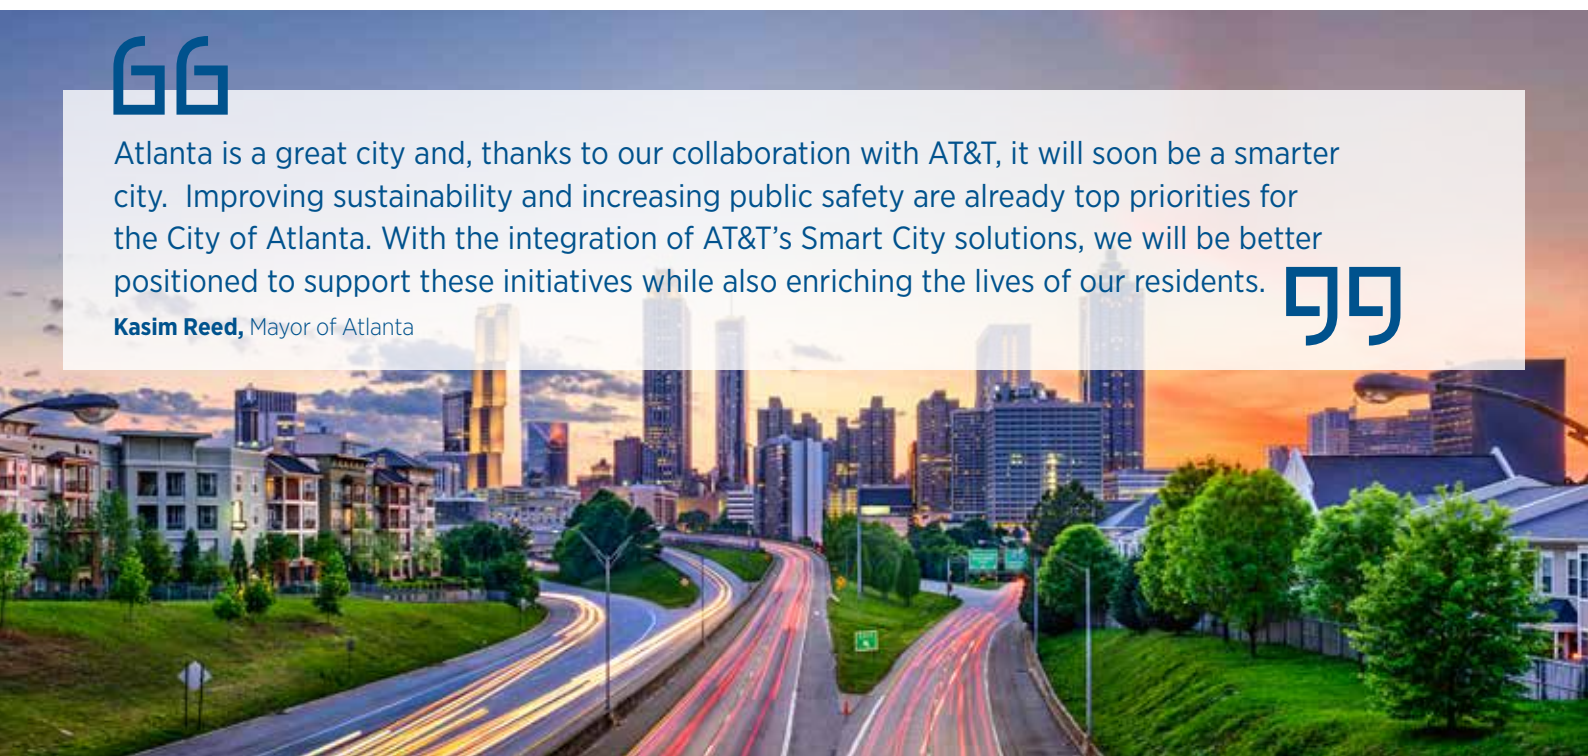 Atlanta is a great city and, thanks to our collaboration with AT&T, it will soon be a smarter
city.  Improving sustainability and increasing public safety are already top priorities for
the City of Atlanta. With the integration of AT&T’s Smart City solutions, we will be better
positioned to support these initiatives while also enriching the lives of our residents.
Kasim Reed, Mayor of Atlanta